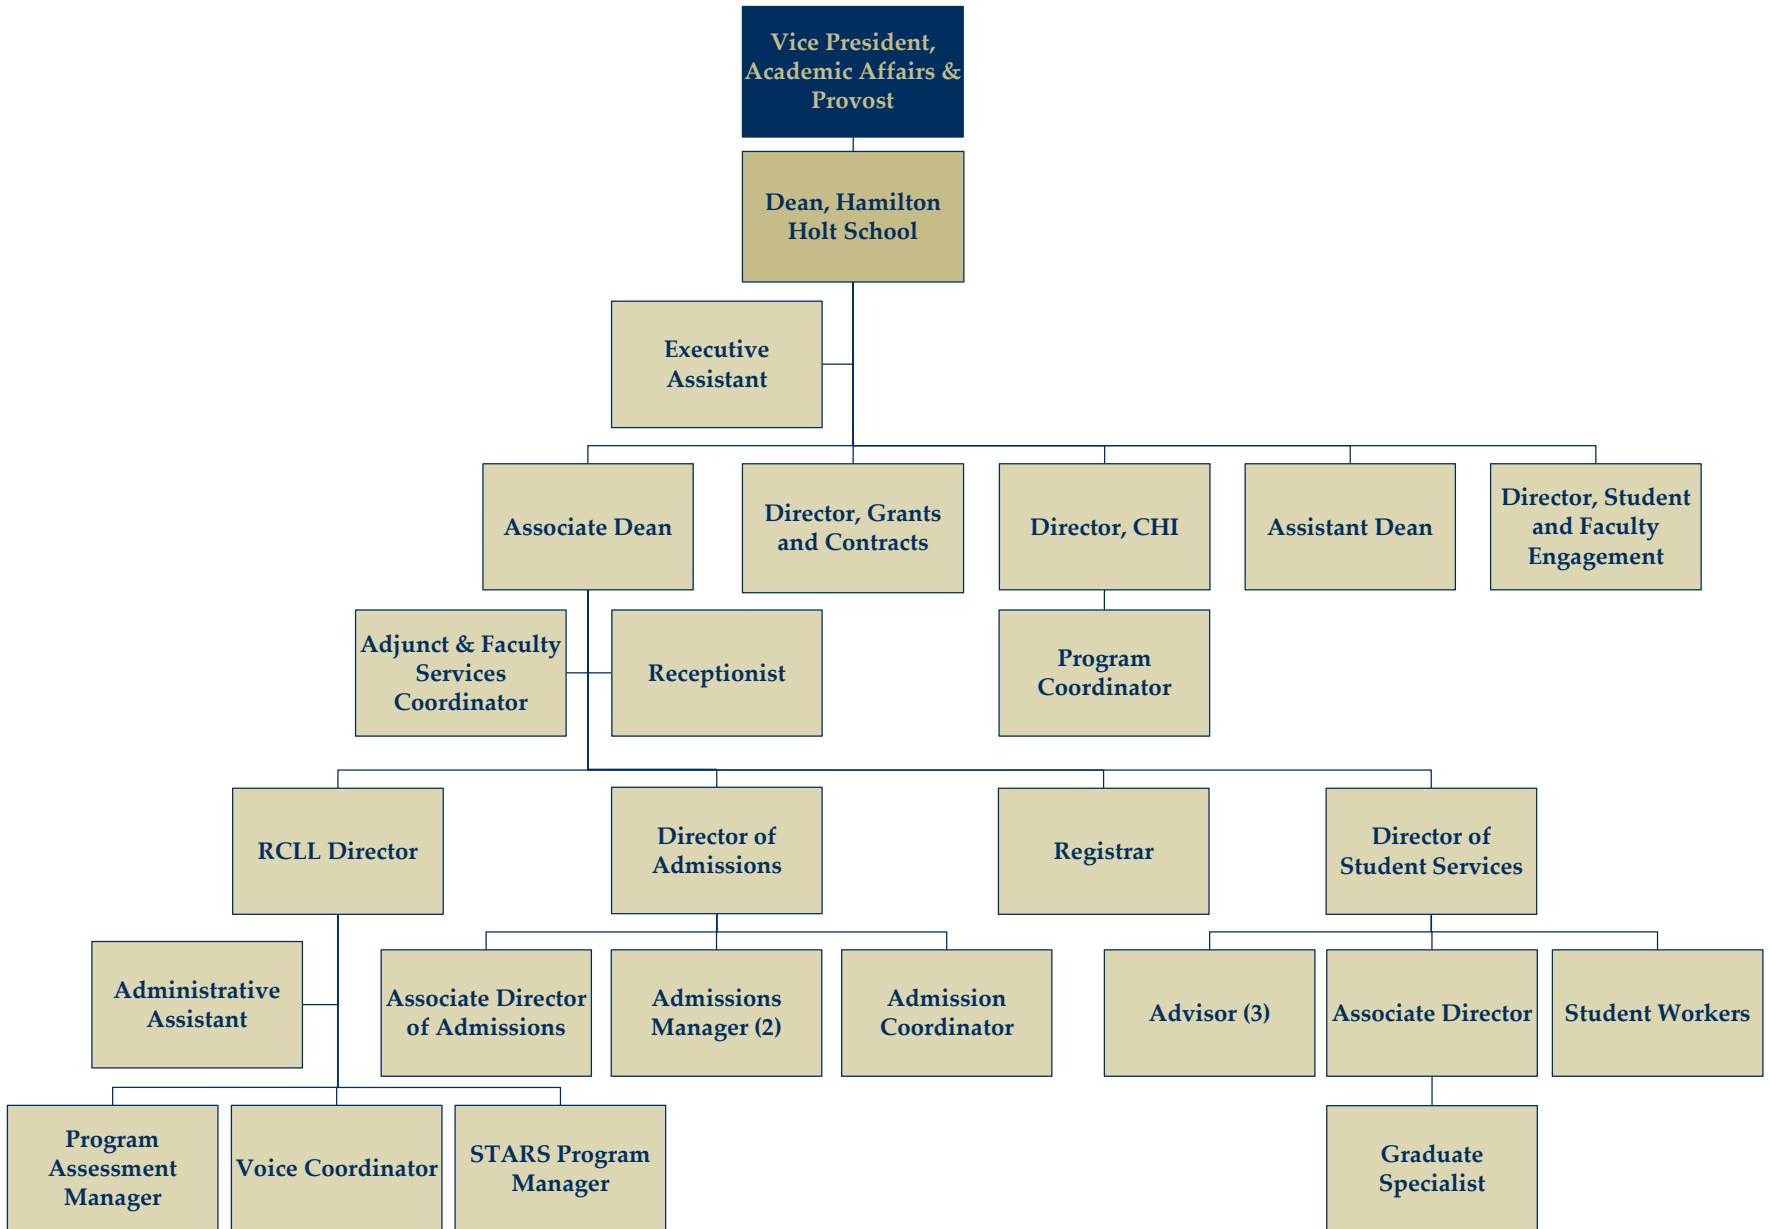 Vice President,
Academic Affairs &
Provost
Dean, Hamilton
Holt School
Executive
Assistant
Associate Dean
Director, Grants
and Contracts
Director, CHI
Assistant Dean
Director, Student
and Faculty
Engagement
Adjunct & Faculty
Services
Coordinator
Receptionist
Program
Coordinator
RCLL Director
Director of
Admissions
Registrar
Director of
Student Services
Administrative
Assistant
Associate Director
of Admissions
Admissions
Manager (2)
Admission
Coordinator
Advisor (3)
Associate Director
Student Workers
Program
Assessment
Manager
Voice Coordinator
STARS Program
Manager
Graduate
Specialist